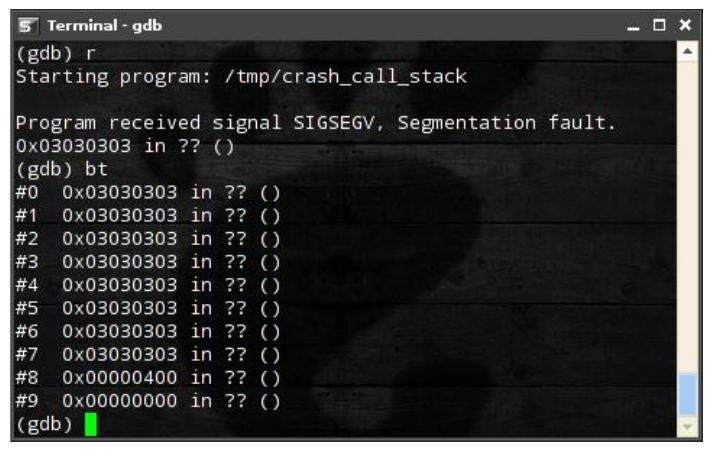 Terminal - gdb
(gdb) r
Starting program: /tmp/crash_call_stack
Program received signal SIGSEGV, Segmentation fault.
0x03030303 in ?? ()
(gdb) bt
#0 0x03030303 in ?? ()
#1 0x03030303 in ?? ()
#2 0x03030303 in ?? ()
#3 0x03030303 in ?? ()
#4 0x03030303 in ?? ()
#5 0x03030303 in ?? ()
#6 0x03030303 in ?? ()
#7 0x03030303 in ?? ()
#8 0x00000400 in ?? ()
#9 0x00000000 in ?? ()
(gdb)